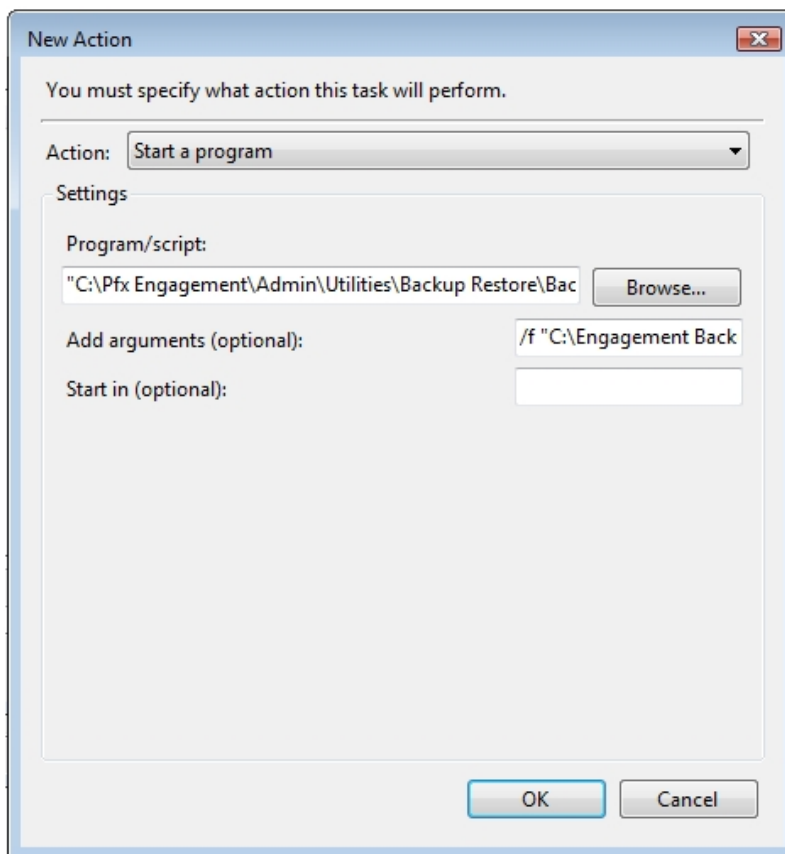 New Action
You must specify what action this task will perform.
Action: Start a program
Settings
Program/script:
"C:\Pfx Engagement\Admin\Utilities\Backup Restore\Bac Browse...
Add arguments (optional): /f "C:\Engagement Back
Start in (optional):
OK Cancel